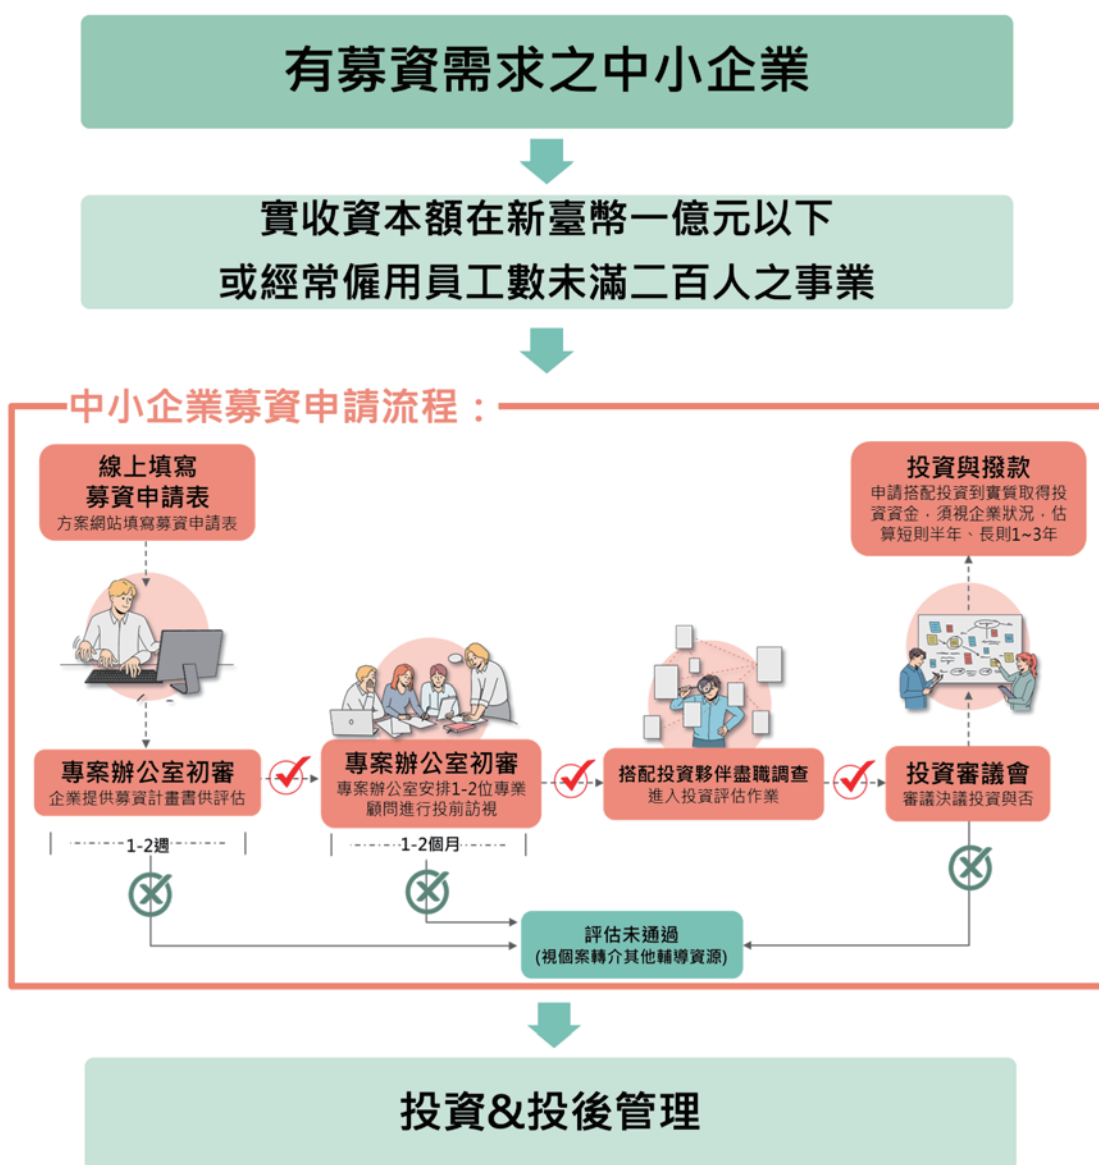 有募資需求之中小企業
實收資本額在新臺幣一億元以下
或經常僱用員工數未滿二百人之事業
中小企業募資申請流程：
線上填寫
募資申請表
方案網站填寫募資申請表
專案辦公室初審
企業提供募資計畫書供評估
1-2週
專案辦公室初審
專案辦公室安排1-2位專業
顧問進行投前訪視
1-2個月
搭配投資夥伴盡職調查
進入投資評估作業
投資審議會
審議決議投資與否
投資與撥款
申請搭配投資到實質取得投
資資金，須視企業狀況，估
算短則半年、長則1~3年
評估未通過
(視個案轉介其他輔導資源)
投資&投後管理